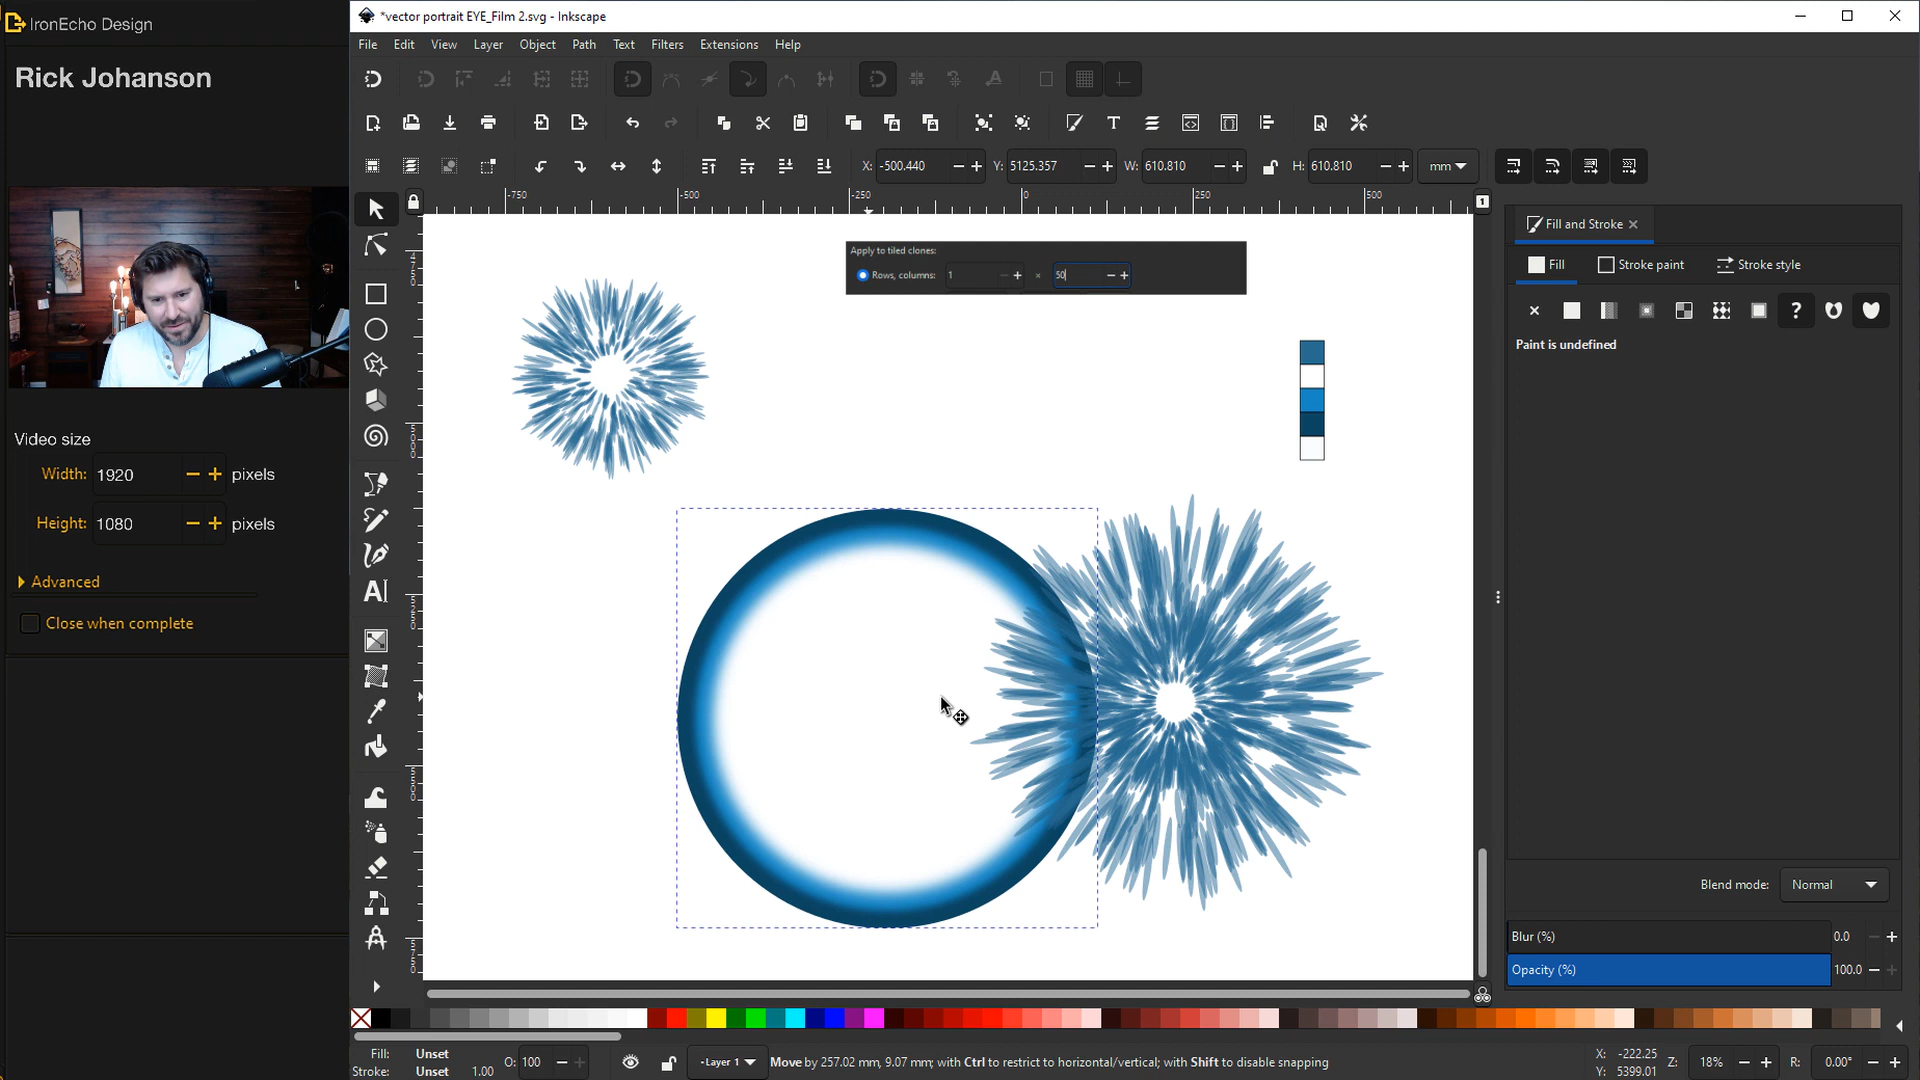 IronEcho Design
Rick Johanson
Video size
Width: 1920 pixels
Height: 1080 pixels
Advanced
Close when complete
*vector portrait EYE_Film 2.svg - Inkscape
File Edit View Layer Object Path Text Filters Extensions Help
X: -500.440 Y: 5125.357 W: 610.810 H: 610.810 mm
-750 -500 -250 0 250 500
1
Apply to tiled clones:
Rows, columns: 1 × 50
Fill and Stroke
Fill Stroke paint Stroke style
Paint is undefined
Blend mode: Normal
Blur (%) 0.0
Opacity (%) 100.0
Fill: Unset
Stroke: Unset 1.00
O: 100
-Layer 1
Move by 257.02 mm, 9.07 mm; with Ctrl to restrict to horizontal/vertical; with Shift to disable snapping
X: -222.25
Y: 5399.01
Z: 18%
R: 0.00°